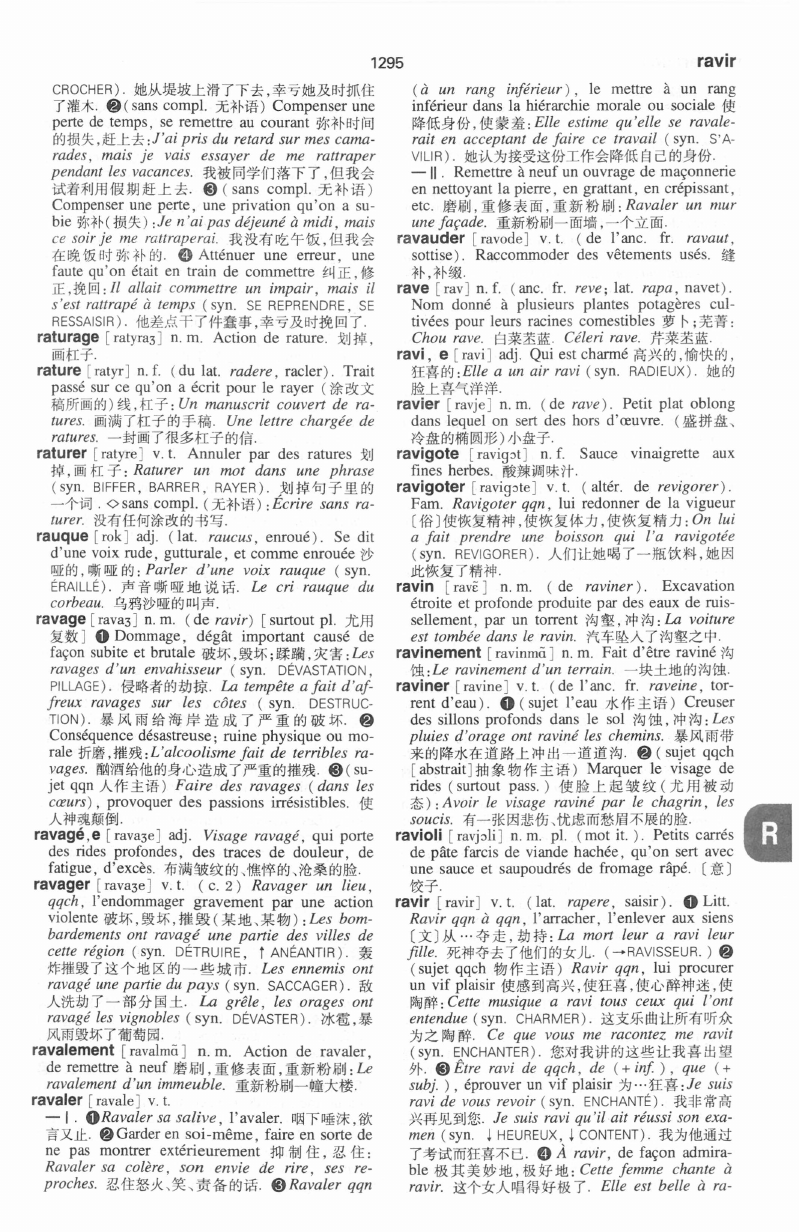 1295
ravir
CROCHER). 她从堤坡上滑了下去,幸亏她及时抓住
了灌木. ❷(sans compl. 无补语) Compenser une
perte de temps, se remettre au courant 弥补时间
的损失,赶上去:J'ai pris du retard sur mes cama-
rades, mais je vais essayer de me rattraper
pendant les vacances. 我被同学们落下了,但我会
试着利用假期赶上去. ❸ (sans compl. 无补语)
Compenser une perte, une privation qu'on a su-
bie 弥补(损失):Je n'ai pas déjeuné à midi, mais
ce soir je me rattraperai. 我没有吃午饭,但我会
在晚饭时弥补的. ❹ Atténuer une erreur, une
faute qu'on était en train de commettre 纠正,修
正,挽回:Il allait commettre un impair, mais il
s'est rattrapé à temps (syn. SE REPRENDRE, SE
RESSAISIR). 他差点干了件蠢事,幸亏及时挽回了.
raturage [ratyraʒ] n. m. Action de rature. 划掉,
画杠子.
rature [ratyr] n. f. (du lat. radere, racler). Trait
passé sur ce qu'on a écrit pour le rayer (涂改文
稿所画的)线,杠子:Un manuscrit couvert de ra-
tures. 画满了杠子的手稿. Une lettre chargée de
ratures. 一封画了很多杠子的信.
raturer [ratyre] v. t. Annuler par des ratures 划
掉,画杠子: Raturer un mot dans une phrase
(syn. BIFFER, BARRER, RAYER). 划掉句子里的
一个词. ◇sans compl. (无补语):Écrire sans ra-
turer. 没有任何涂改的书写.
rauque [rok] adj. (lat. raucus, enroué). Se dit
d'une voix rude, gutturale, et comme enrouée 沙
哑的,嘶哑的: Parler d'une voix rauque (syn.
ÉRAILLÉ). 声音嘶哑地说话. Le cri rauque du
corbeau. 乌鸦沙哑的叫声.
ravage [ravaʒ] n. m. (de ravir) [surtout pl. 尤用
复数] ❶ Dommage, dégât important causé de
façon subite et brutale 破坏,毁坏;蹂躏,灾害:Les
ravages d'un envahisseur (syn. DÉVASTATION,
PILLAGE). 侵略者的劫掠. La tempête a fait d'af-
freux ravages sur les côtes (syn. DESTRUC-
TION). 暴风雨给海岸造成了严重的破坏. ❷
Conséquence désastreuse; ruine physique ou mo-
rale 折磨,摧残:L'alcoolisme fait de terribles ra-
vages. 酗酒给他的身心造成了严重的摧残. ❸(su-
jet qqn 人作主语) Faire des ravages (dans les
cœurs), provoquer des passions irrésistibles. 使
人神魂颠倒.
ravagé,e [ravaʒe] adj. Visage ravagé, qui porte
des rides profondes, des traces de douleur, de
fatigue, d'excès. 布满皱纹的、憔悴的、沧桑的脸.
ravager [ravaʒe] v. t. (c. 2) Ravager un lieu,
qqch, l'endommager gravement par une action
violente 破坏,毁坏,摧毁(某地、某物):Les bom-
bardements ont ravagé une partie des villes de
cette région (syn. DÉTRUIRE, ↑ ANÉANTIR). 轰
炸摧毁了这个地区的一些城市. Les ennemis ont
ravagé une partie du pays (syn. SACCAGER). 敌
人洗劫了一部分国土. La grêle, les orages ont
ravagé les vignobles (syn. DÉVASTER). 冰雹,暴
风雨毁坏了葡萄园.
ravalement [ravalmɑ̃] n. m. Action de ravaler,
de remettre à neuf 磨刷,重修表面,重新粉刷:Le
ravalement d'un immeuble. 重新粉刷一幢大楼.
ravaler [ravale] v. t.
—Ⅰ. ❶Ravaler sa salive, l'avaler. 咽下唾沫,欲
言又止. ❷Garder en soi-même, faire en sorte de
ne pas montrer extérieurement 抑制住,忍住:
Ravaler sa colère, son envie de rire, ses re-
proches. 忍住怒火、笑、责备的话. ❸Ravaler qqn
(à un rang inférieur), le mettre à un rang
inférieur dans la hiérarchie morale ou sociale 使
降低身份,使蒙羞:Elle estime qu'elle se ravale-
rait en acceptant de faire ce travail (syn. S'A-
VILIR). 她认为接受这份工作会降低自己的身份.
—Ⅱ. Remettre à neuf un ouvrage de maçonnerie
en nettoyant la pierre, en grattant, en crépissant,
etc. 磨刷,重修表面,重新粉刷:Ravaler un mur
une façade. 重新粉刷一面墙,一个立面.
ravauder [ravode] v. t. (de l'anc. fr. ravaut,
sottise). Raccommoder des vêtements usés. 缝
补,补缀.
rave [rav] n. f. (anc. fr. reve; lat. rapa, navet).
Nom donné à plusieurs plantes potagères cul-
tivées pour leurs racines comestibles 萝卜;芜菁:
Chou rave. 白菜苤蓝. Céleri rave. 芹菜苤蓝.
ravi, e [ravi] adj. Qui est charmé 高兴的,愉快的,
狂喜的:Elle a un air ravi (syn. RADIEUX). 她的
脸上喜气洋洋.
ravier [ravje] n. m. (de rave). Petit plat oblong
dans lequel on sert des hors d'œuvre. (盛拼盘、
冷盘的椭圆形)小盘子.
ravigote [ravigɔt] n. f. Sauce vinaigrette aux
fines herbes. 酸辣调味汁.
ravigoter [ravigɔte] v. t. (altér. de revigorer).
Fam. Ravigoter qqn, lui redonner de la vigueur
〔俗〕使恢复精神,使恢复体力,使恢复精力:On lui
a fait prendre une boisson qui l'a ravigotée
(syn. REVIGORER). 人们让她喝了一瓶饮料,她因
此恢复了精神.
ravin [ravɛ̃] n. m. (de raviner). Excavation
étroite et profonde produite par des eaux de ruis-
sellement, par un torrent 沟壑,冲沟:La voiture
est tombée dans le ravin. 汽车坠入了沟壑之中.
ravinement [ravinmɑ̃] n. m. Fait d'être raviné 沟
蚀:Le ravinement d'un terrain. 一块土地的沟蚀.
raviner [ravine] v. t. (de l'anc. fr. raveine, tor-
rent d'eau). ❶(sujet l'eau 水作主语) Creuser
des sillons profonds dans le sol 沟蚀,冲沟:Les
pluies d'orage ont raviné les chemins. 暴风雨带
来的降水在道路上冲出一道道沟. ❷(sujet qqch
[abstrait]抽象物作主语) Marquer le visage de
rides (surtout pass.) 使脸上起皱纹(尤用被动
态):Avoir le visage raviné par le chagrin, les
soucis. 有一张因悲伤、忧虑而愁眉不展的脸.
R
ravioli [ravjɔli] n. m. pl. (mot it.). Petits carrés
de pâte farcis de viande hachée, qu'on sert avec
une sauce et saupoudrés de fromage râpé. 〔意〕
饺子.
ravir [ravir] v. t. (lat. rapere, saisir). ❶ Litt.
Ravir qqn à qqn, l'arracher, l'enlever aux siens
〔文〕从…夺走,劫持:La mort leur a ravi leur
fille. 死神夺去了他们的女儿. (→RAVISSEUR.) ❷
(sujet qqch 物作主语) Ravir qqn, lui procurer
un vif plaisir 使感到高兴,使狂喜,使心醉神迷,使
陶醉:Cette musique a ravi tous ceux qui l'ont
entendue (syn. CHARMER). 这支乐曲让所有听众
为之陶醉. Ce que vous me racontez me ravit
(syn. ENCHANTER). 您对我讲的这些让我喜出望
外. ❸Être ravi de qqch, de (+ inf.), que (+
subj.), éprouver un vif plaisir 为…狂喜:Je suis
ravi de vous revoir (syn. ENCHANTÉ). 我非常高
兴再见到您. Je suis ravi qu'il ait réussi son exa-
men (syn. ↓HEUREUX,↓CONTENT). 我为他通过
了考试而狂喜不已. ❹ À ravir, de façon admira-
ble 极其美妙地,极好地:Cette femme chante à
ravir. 这个女人唱得好极了. Elle est belle à ra-